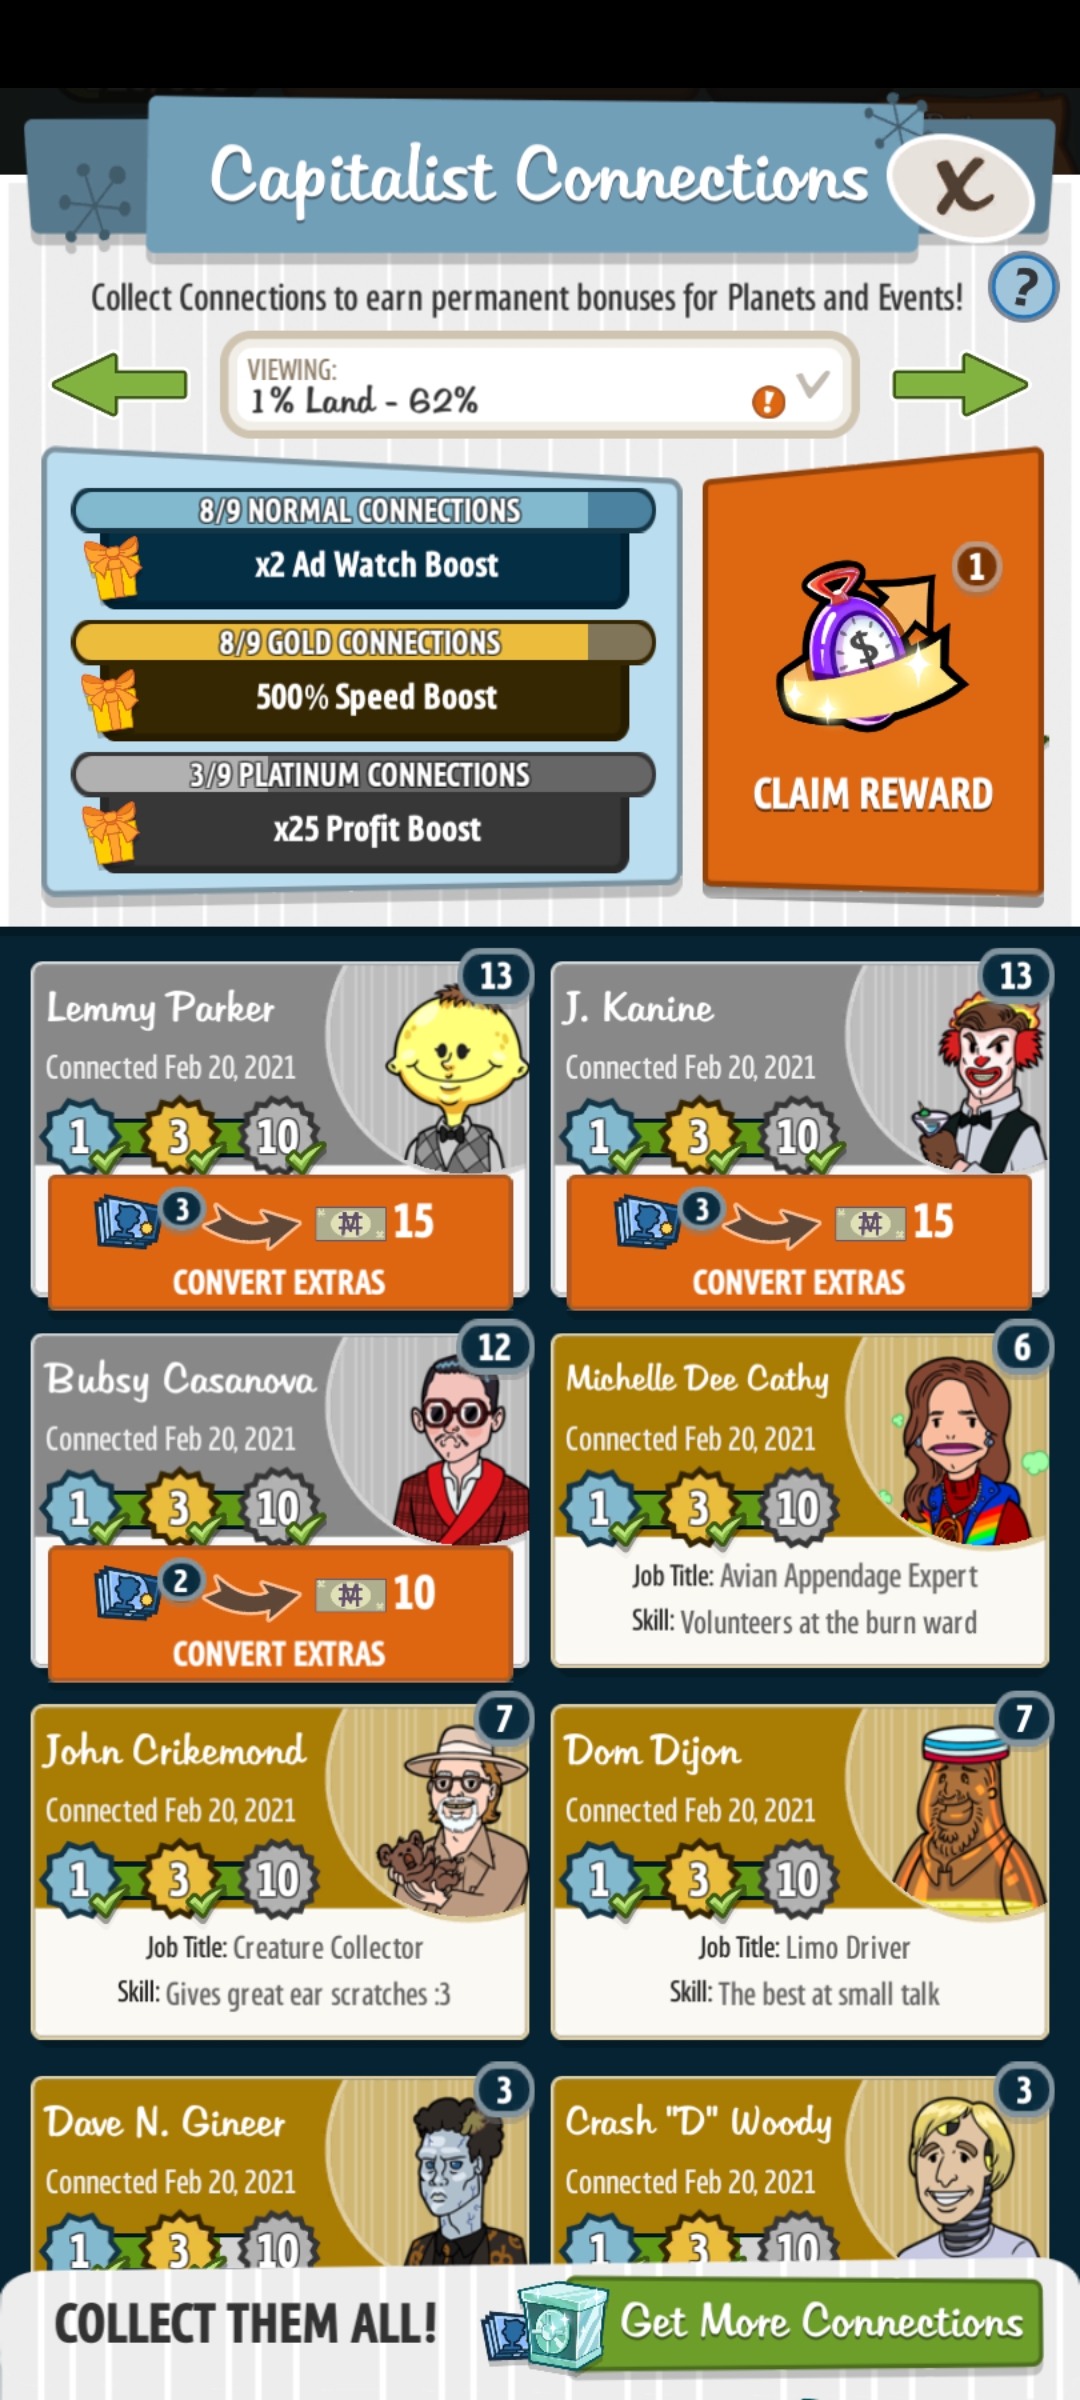 Capitalist Connections
X
Collect Connections to earn permanent bonuses for Planets and Events!
?
VIEWING:
1% Land - 62%
!
8/9 NORMAL CONNECTIONS
x2 Ad Watch Boost
8/9 GOLD CONNECTIONS
500% Speed Boost
3/9 PLATINUM CONNECTIONS
x25 Profit Boost
1
$
CLAIM REWARD
13
Lemmy Parker
Connected Feb 20, 2021
1 3 10
3 15
CONVERT EXTRAS
13
J. Kanine
Connected Feb 20, 2021
1 3 10
3 15
CONVERT EXTRAS
12
Bubsy Casanova
Connected Feb 20, 2021
1 3 10
2 10
CONVERT EXTRAS
6
Michelle Dee Cathy
Connected Feb 20, 2021
1 3 10
Job Title: Avian Appendage Expert
Skill: Volunteers at the burn ward
7
John Crikemond
Connected Feb 20, 2021
1 3 10
Job Title: Creature Collector
Skill: Gives great ear scratches :3
7
Dom Dijon
Connected Feb 20, 2021
1 3 10
Job Title: Limo Driver
Skill: The best at small talk
3
Dave N. Gineer
Connected Feb 20, 2021
1 3 10
3
Crash "D" Woody
Connected Feb 20, 2021
1 3 10
COLLECT THEM ALL!
Get More Connections